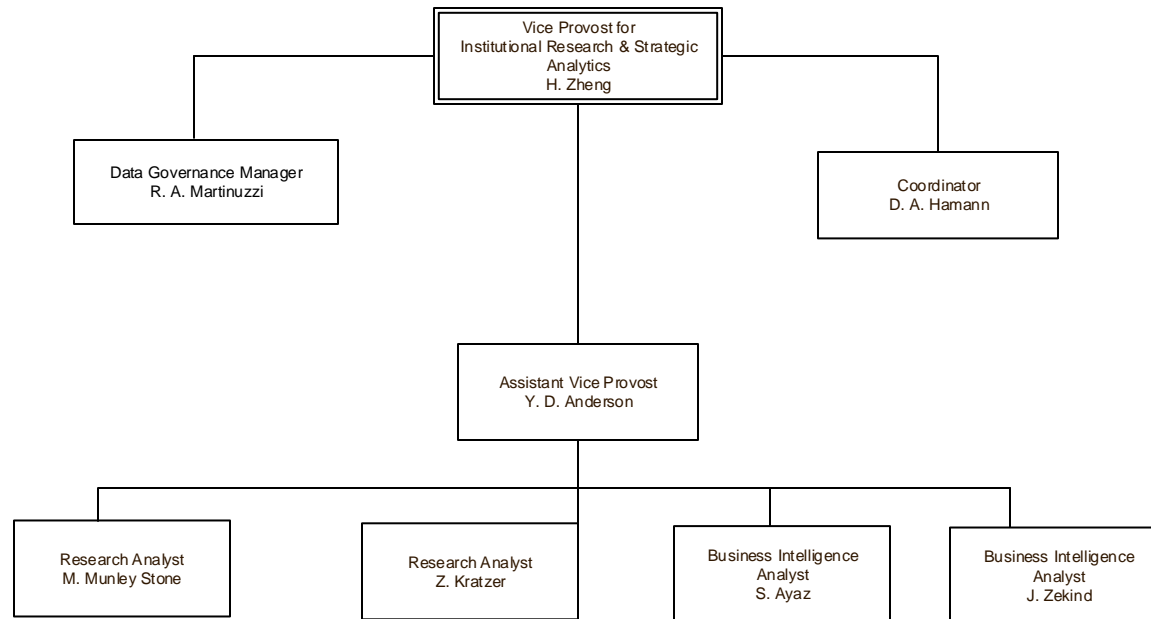 Vice Provost for
Institutional Research & Strategic
Analytics
H. Zheng
Data Governance Manager
R. A. Martinuzzi
Coordinator
D. A. Hamann
Assistant Vice Provost
Y. D. Anderson
Research Analyst
M. Munley Stone
Research Analyst
Z. Kratzer
Business Intelligence
Analyst
S. Ayaz
Business Intelligence
Analyst
J. Zekind